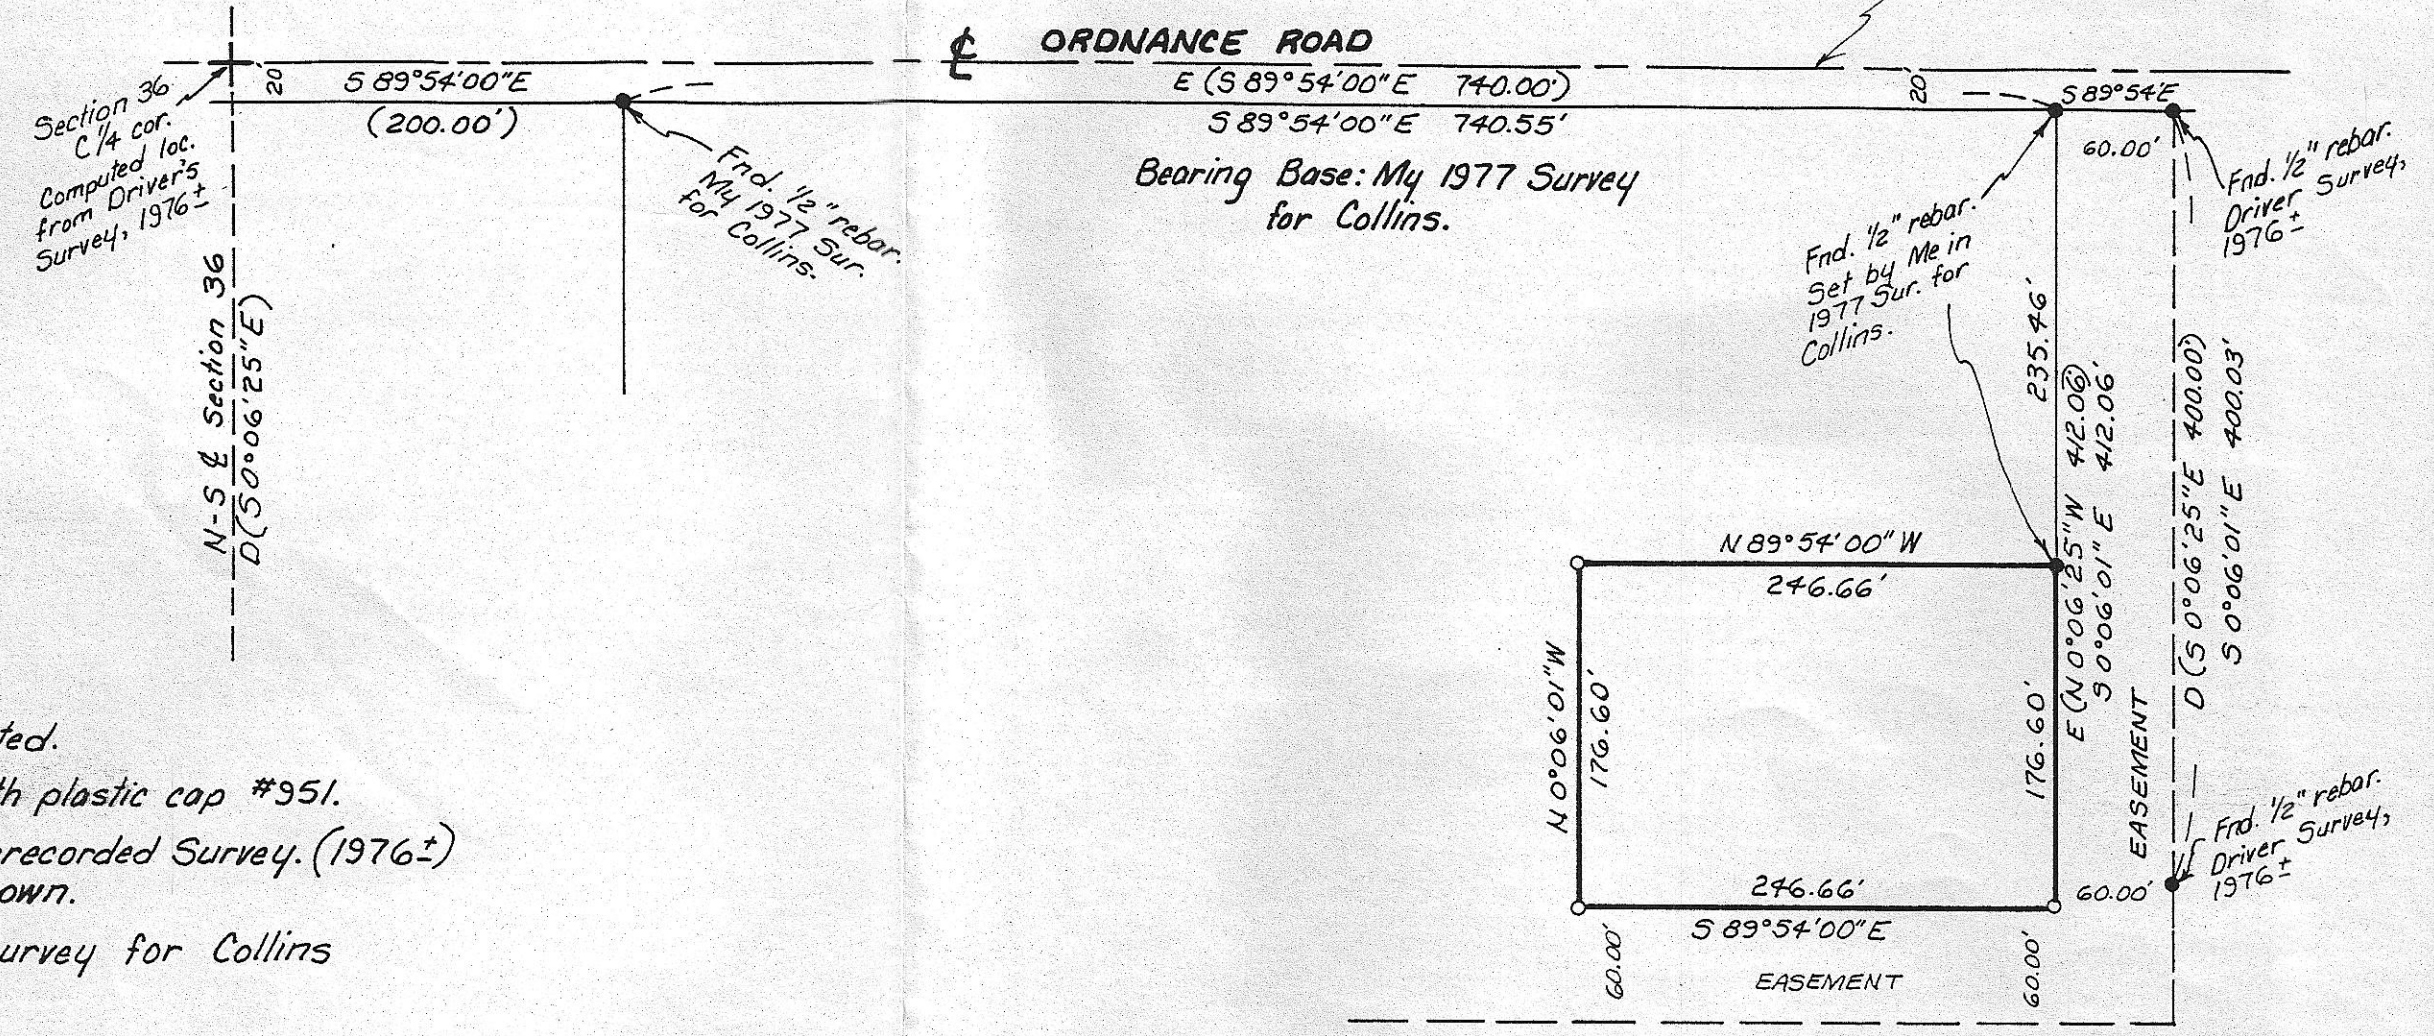 ℄ ORDNANCE ROAD
S 89°54'00"E
E (S 89°54'00"E 740.00')
S 89°54'E
20
20
(200.00')
S 89°54'00"E 740.55'
60.00'
Section 36
C 1/4 cor.
Computed loc.
from Driver's
Survey, 1976±
Fnd. 1/2" rebar.
My 1977 Sur.
for Collins.
Bearing Base: My 1977 Survey
for Collins.
Fnd. 1/2" rebar.
Set by Me in
1977 Sur. for
Collins.
Fnd. 1/2" rebar.
Driver Survey,
1976±
N-S ℄ Section 36
D(S 0°06'25"E)
235.46'
E (N 0°06'25"W 412.06)
S 0°06'01"E 412.06'
D (S 0°06'25"E 400.00')
S 0°06'01"E 400.03'
N 89°54'00"W
246.66'
N 0°06'01"W
176.60'
176.60'
EASEMENT
246.66'
S 89°54'00"E
60.00'
Fnd. 1/2" rebar.
Driver Survey,
1976±
60.00'
60.00'
EASEMENT
ted.
th plastic cap #951.
recorded Survey. (1976±)
own.
urvey for Collins